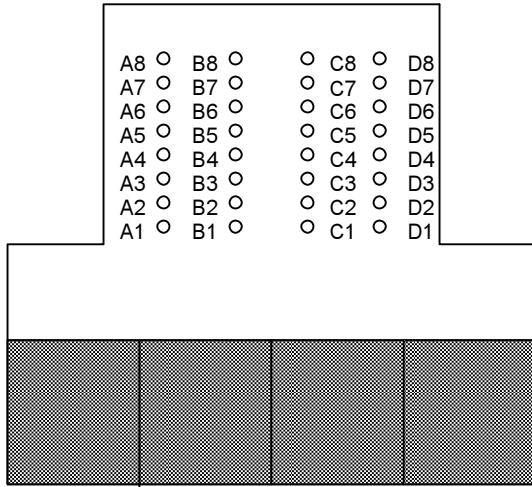 A8 B8 C8 D8
A7 B7 C7 D7
A6 B6 C6 D6
A5 B5 C5 D5
A4 B4 C4 D4
A3 B3 C3 D3
A2 B2 C2 D2
A1 B1 C1 D1